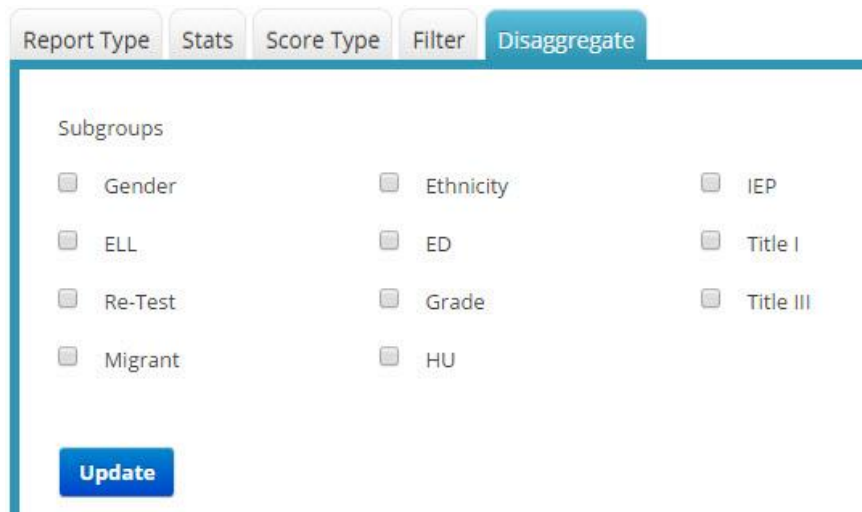 Report Type Stats Score Type Filter Disaggregate
Subgroups
Gender Ethnicity IEP
ELL ED Title I
Re-Test Grade Title III
Migrant HU
Update